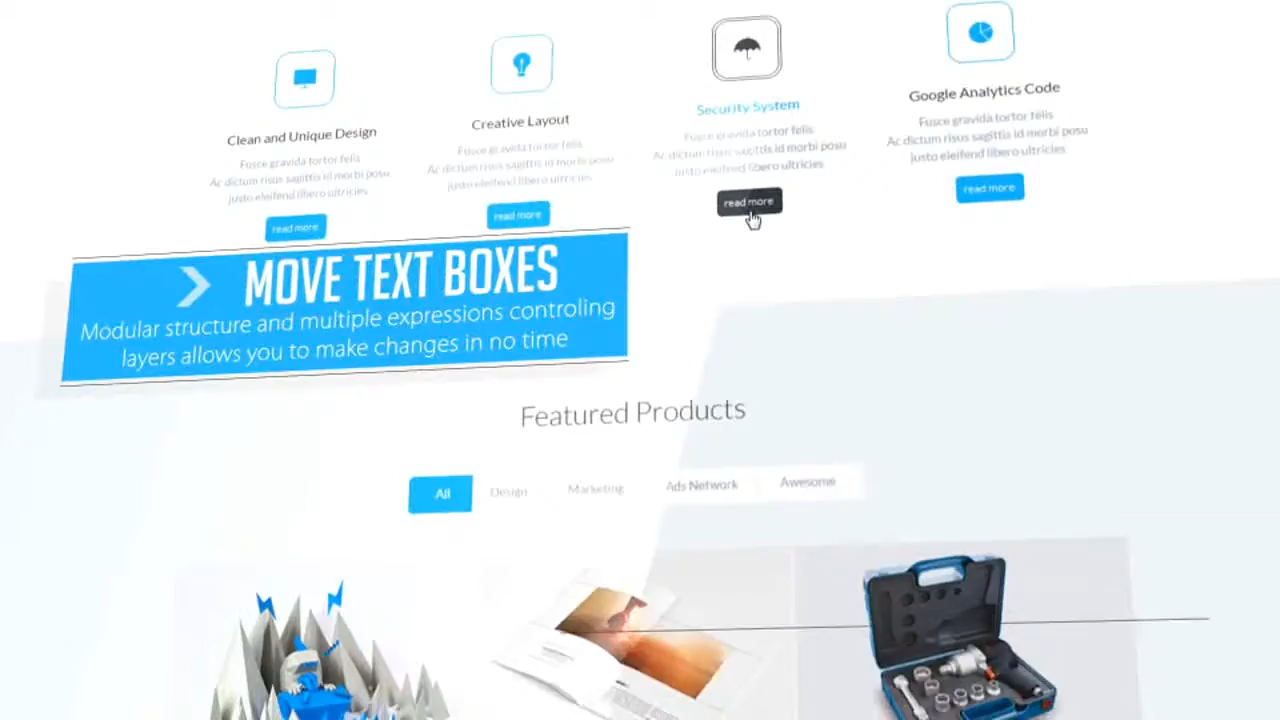 Clean and Unique Design
Fusce gravida tortor felis
Ac dictum risus sagittis id morbi posu
justo eleifend libero ultricies
read more
Creative Layout
Fusce gravida tortor felis
Ac dictum risus sagittis id morbi posu
justo eleifend libero ultricies
read more
Security System
Fusce gravida tortor felis
Ac dictum risus sagittis id morbi posu
justo eleifend libero ultricies
read more
Google Analytics Code
Fusce gravida tortor felis
Ac dictum risus sagittis id morbi posu
justo eleifend libero ultricies
read more
MOVE TEXT BOXES
Modular structure and multiple expressions controling
layers allows you to make changes in no time
Featured Products
All
Design
Marketing
Ads Network
Awesome